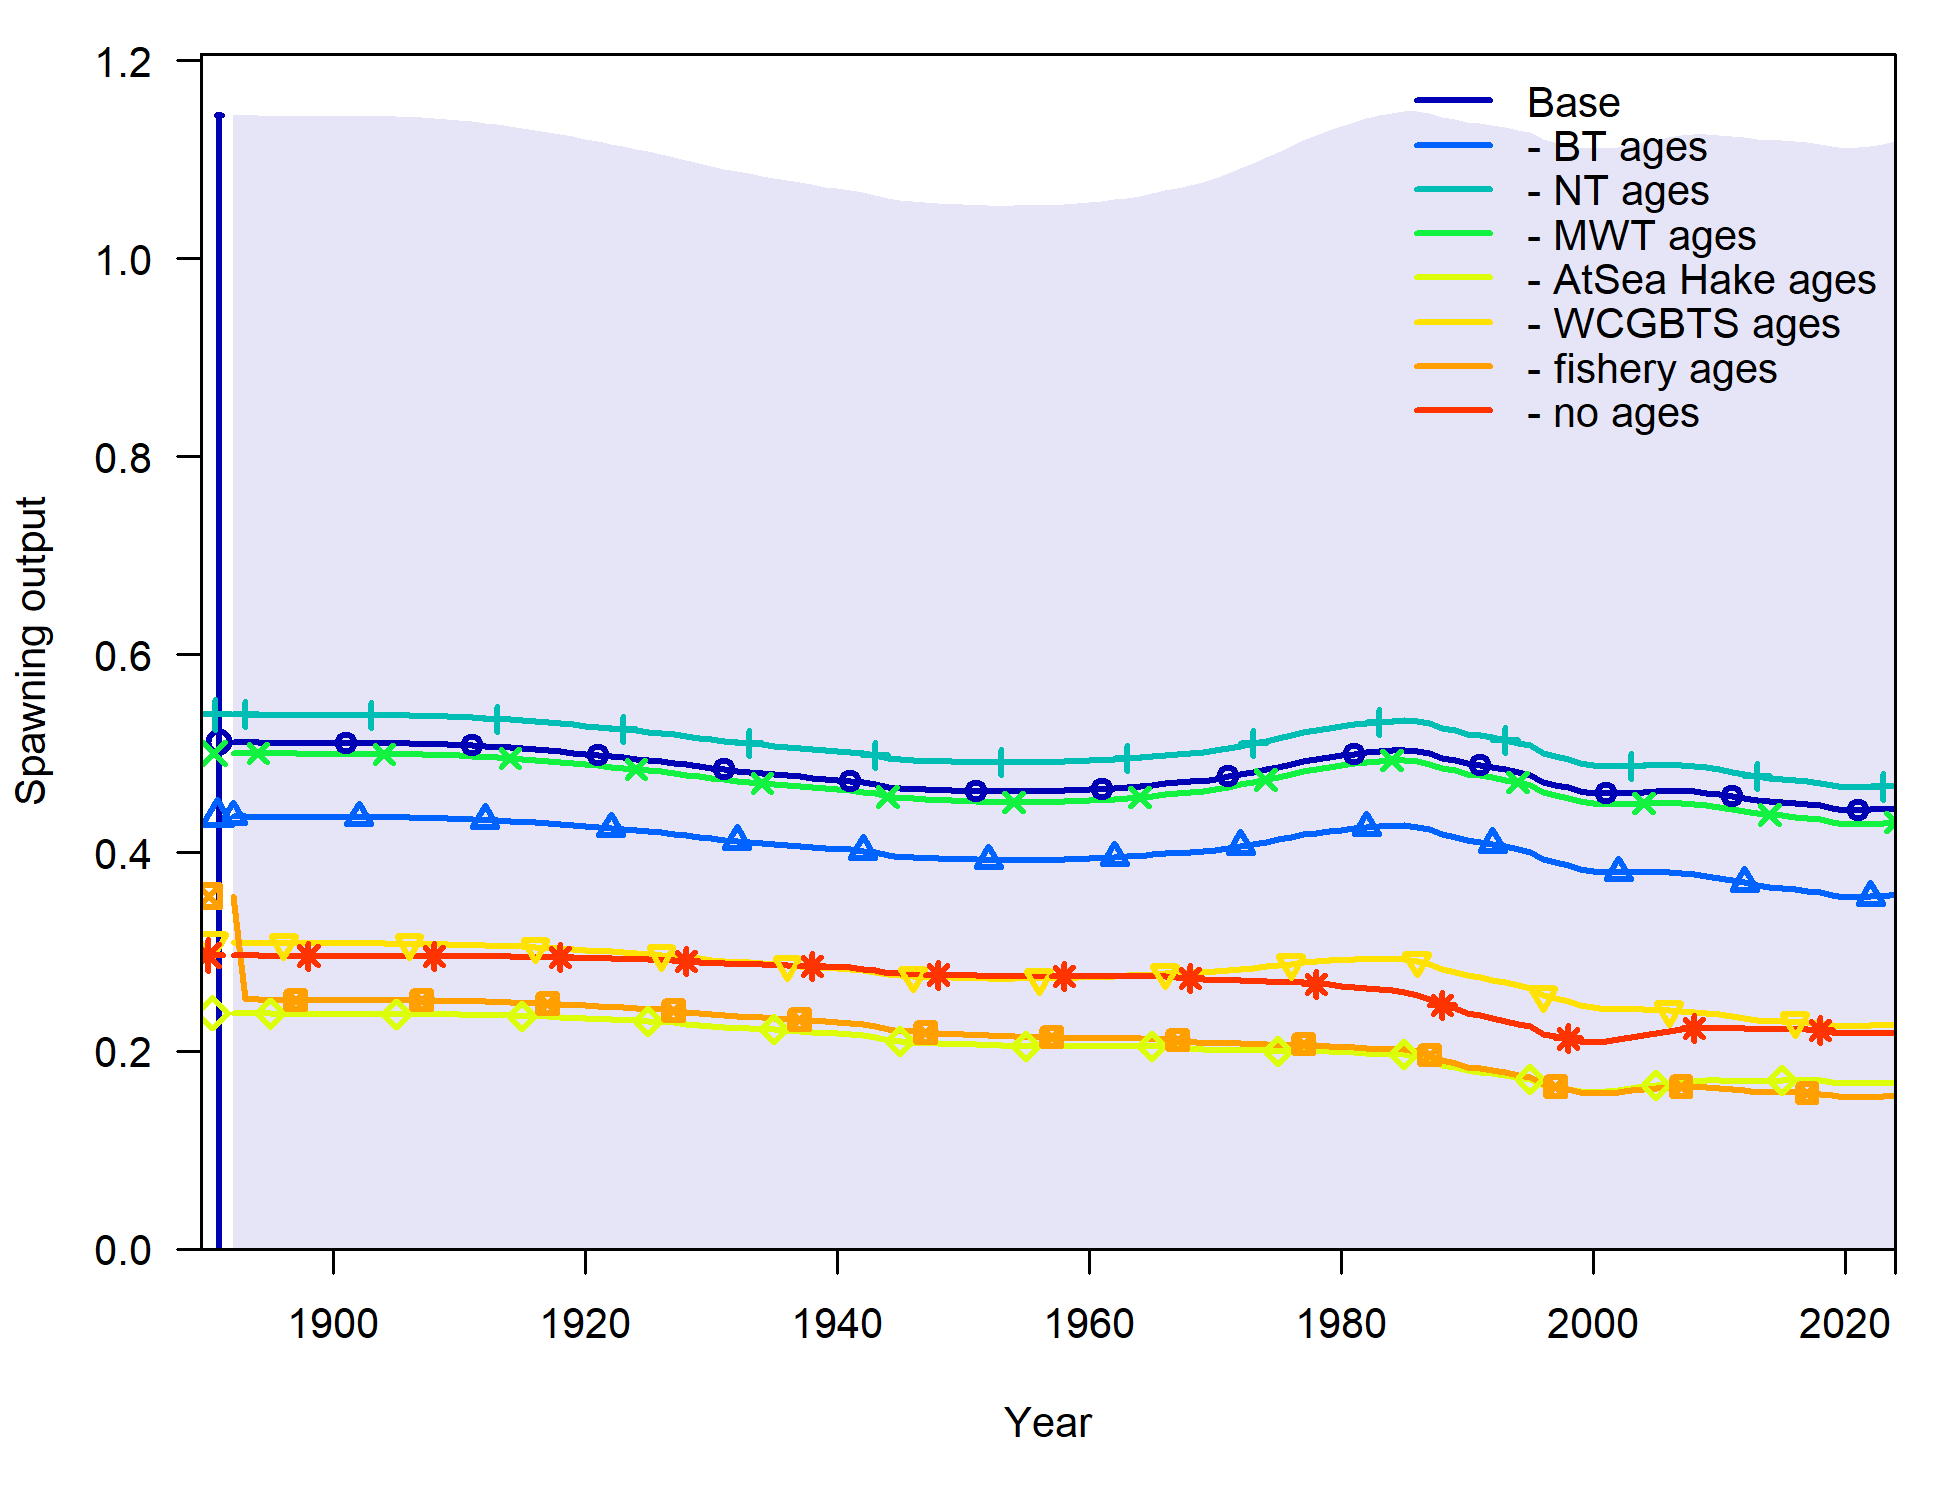 1.2
1.0
0.8
0.6
0.4
0.2
0.0
Spawning output
1900 1920 1940 1960 1980 2000 2020
Year
Base
- BT ages
- NT ages
- MWT ages
- AtSea Hake ages
- WCGBTS ages
- fishery ages
- no ages